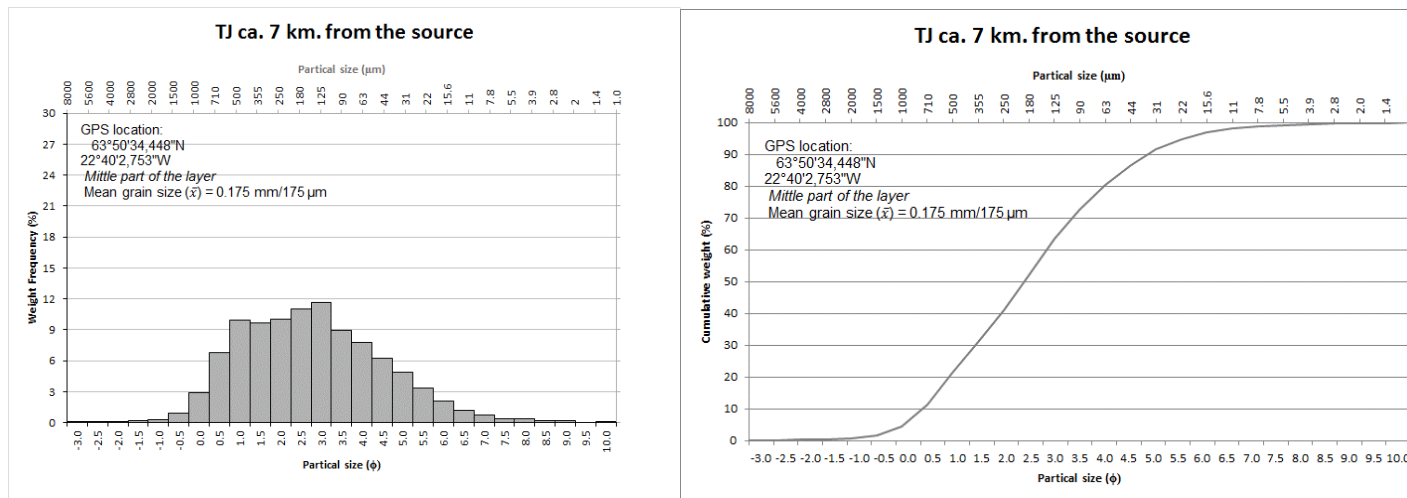 TJ ca. 7 km. from the source
Partical size (µm)
8000 5600 4000 2800 2000 1500 1000 710 500 355 250 180 125 90 63 44 31 22 15.6 11 7.8 5.5 3.9 2.8 2 1.4 1.0
GPS location:
63°50'34,448"N
22°40'2,753"W
Mittle part of the layer
Mean grain size (x̄) = 0.175 mm/175 µm
Weight Frequency (%)
30
27
24
21
18
15
12
9
6
3
0
-3.0 -2.5 -2.0 -1.5 -1.0 -0.5 0.0 0.5 1.0 1.5 2.0 2.5 3.0 3.5 4.0 4.5 5.0 5.5 6.0 6.5 7.0 7.5 8.0 8.5 9.0 9.5 10.0
Partical size (ϕ)
TJ ca. 7 km. from the source
Partical size (µm)
8000 5600 4000 2800 2000 1500 1000 710 500 355 250 180 125 90 63 44 31 22 15.6 11 7.8 5.5 3.9 2.8 2.0 1.4
GPS location:
63°50'34,448"N
22°40'2,753"W
Mittle part of the layer
Mean grain size (x̄) = 0.175 mm/175 µm
Cumulative weight (%)
100
90
80
70
60
50
40
30
20
10
0
-3.0 -2.5 -2.0 -1.5 -1.0 -0.5 0.0 0.5 1.0 1.5 2.0 2.5 3.0 3.5 4.0 4.5 5.0 5.5 6.0 6.5 7.0 7.5 8.0 8.5 9.0 9.5 10.0
Partical size (ϕ)